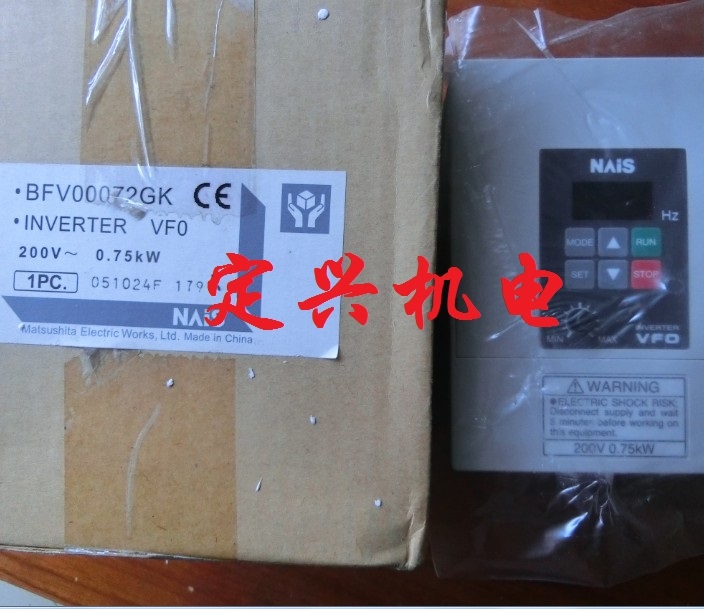 •BFV00072GK CE
•INVERTER VF0
200V～ 0.75kW
1PC. 051024F
NAiS
Matsushita Electric Works, Ltd. Made in China
定兴机电
NAiS
Hz
MODE ▲ RUN
SET ▼ STOP
MIN MAX
INVERTER
VF0
⚠ WARNING
●ELECTRIC SHOCK RISK:
Disconnect supply and wait
5 minuter before working on
this equipment.
200V 0.75kW